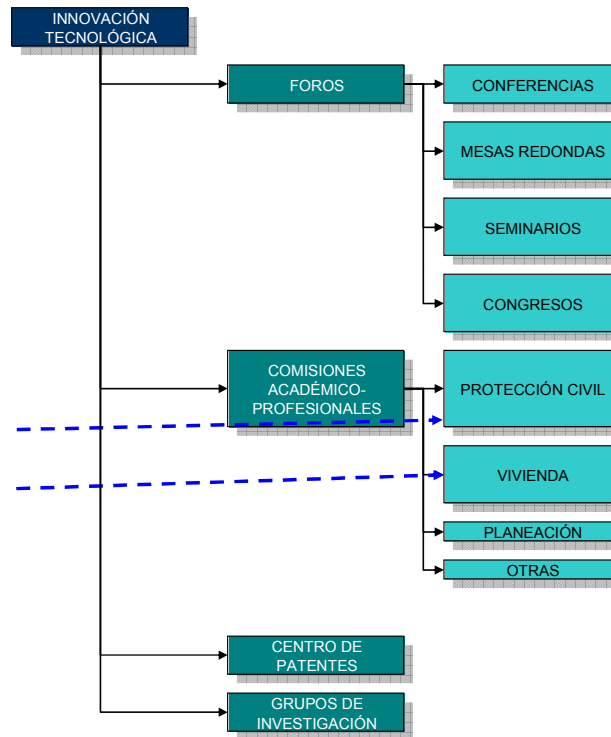 INNOVACIÓN
TECNOLÓGICA
FOROS
CONFERENCIAS
MESAS REDONDAS
SEMINARIOS
CONGRESOS
COMISIONES
ACADÉMICO-
PROFESIONALES
PROTECCIÓN CIVIL
VIVIENDA
PLANEACIÓN
OTRAS
CENTRO DE
PATENTES
GRUPOS DE
INVESTIGACIÓN